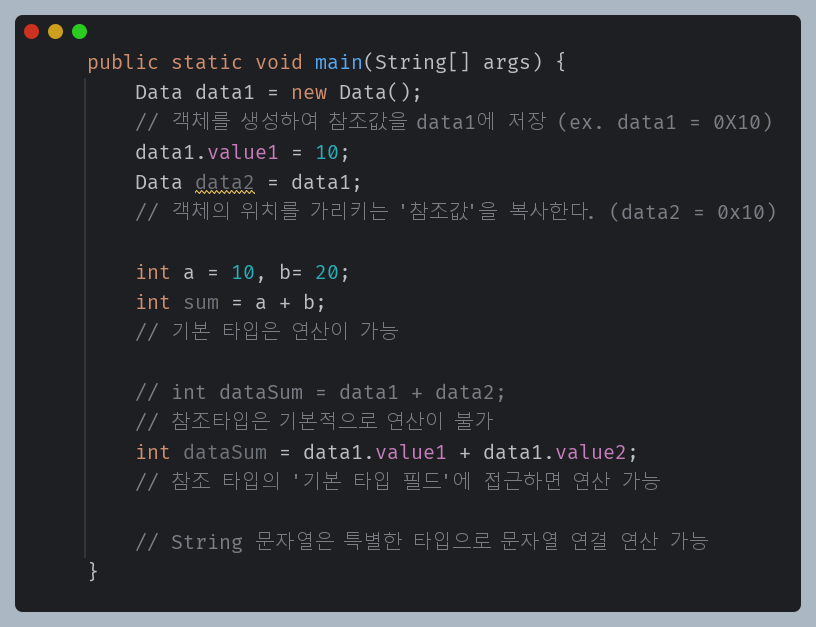 public static void main(String[] args) {
Data data1 = new Data();
// 객체를 생성하여 참조값을 data1에 저장 (ex. data1 = 0X10)
data1.value1 = 10;
Data data2 = data1;
// 객체의 위치를 가리키는 '참조값'을 복사한다. (data2 = 0x10)
int a = 10, b= 20;
int sum = a + b;
// 기본 타입은 연산이 가능
// int dataSum = data1 + data2;
// 참조타입은 기본적으로 연산이 불가
int dataSum = data1.value1 + data1.value2;
// 참조 타입의 '기본 타입 필드'에 접근하면 연산 가능
// String 문자열은 특별한 타입으로 문자열 연결 연산 가능
}